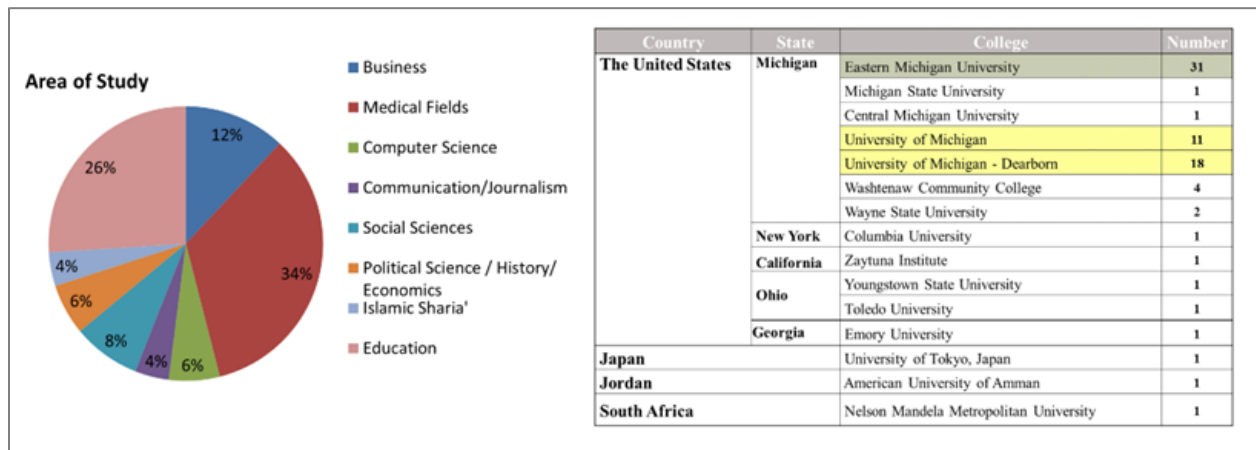 Area of Study
12%
34%
6%
4%
8%
6%
4%
26%
Business
Medical Fields
Computer Science
Communication/Journalism
Social Sciences
Political Science / History/
Economics
Islamic Sharia'
Education
Country State College Number
The United States Michigan Eastern Michigan University 31
Michigan State University 1
Central Michigan University 1
University of Michigan 11
University of Michigan - Dearborn 18
Washtenaw Community College 4
Wayne State University 2
New York Columbia University 1
California Zaytuna Institute 1
Ohio Youngstown State University 1
Toledo University 1
Georgia Emory University 1
Japan University of Tokyo, Japan 1
Jordan American University of Amman 1
South Africa Nelson Mandela Metropolitan University 1